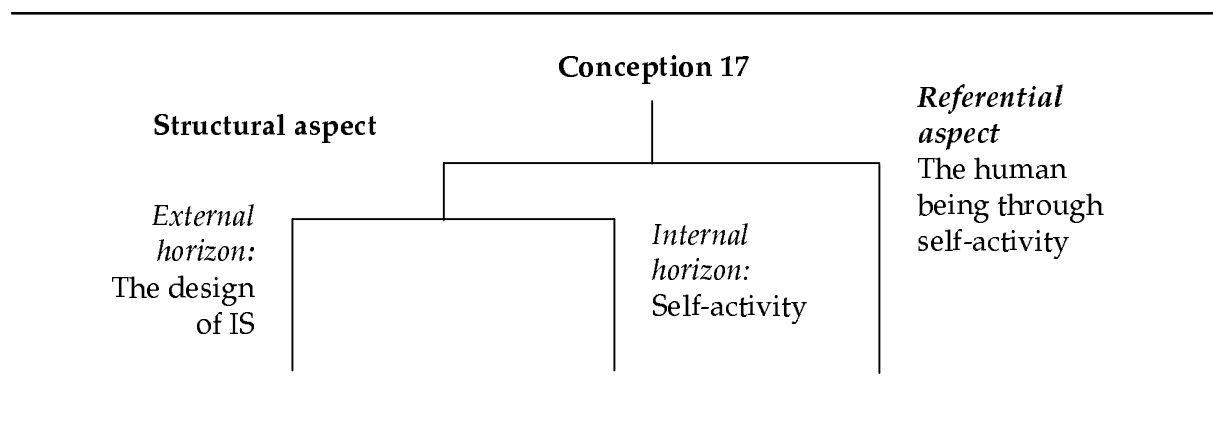 Conception 17
Structural aspect
Referential
aspect
The human
being through
self-activity
External
horizon:
The design
of IS
Internal
horizon:
Self-activity